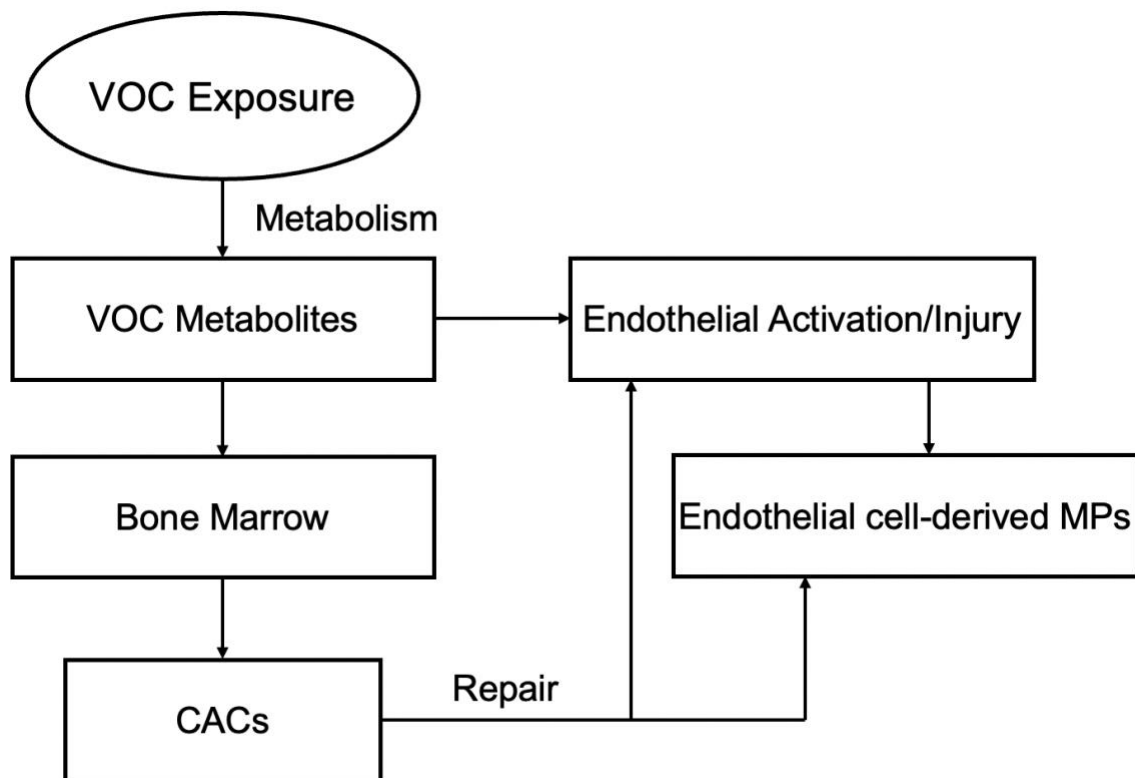 VOC Exposure
Metabolism
VOC Metabolites
Endothelial Activation/Injury
Bone Marrow
Endothelial cell-derived MPs
Repair
CACs